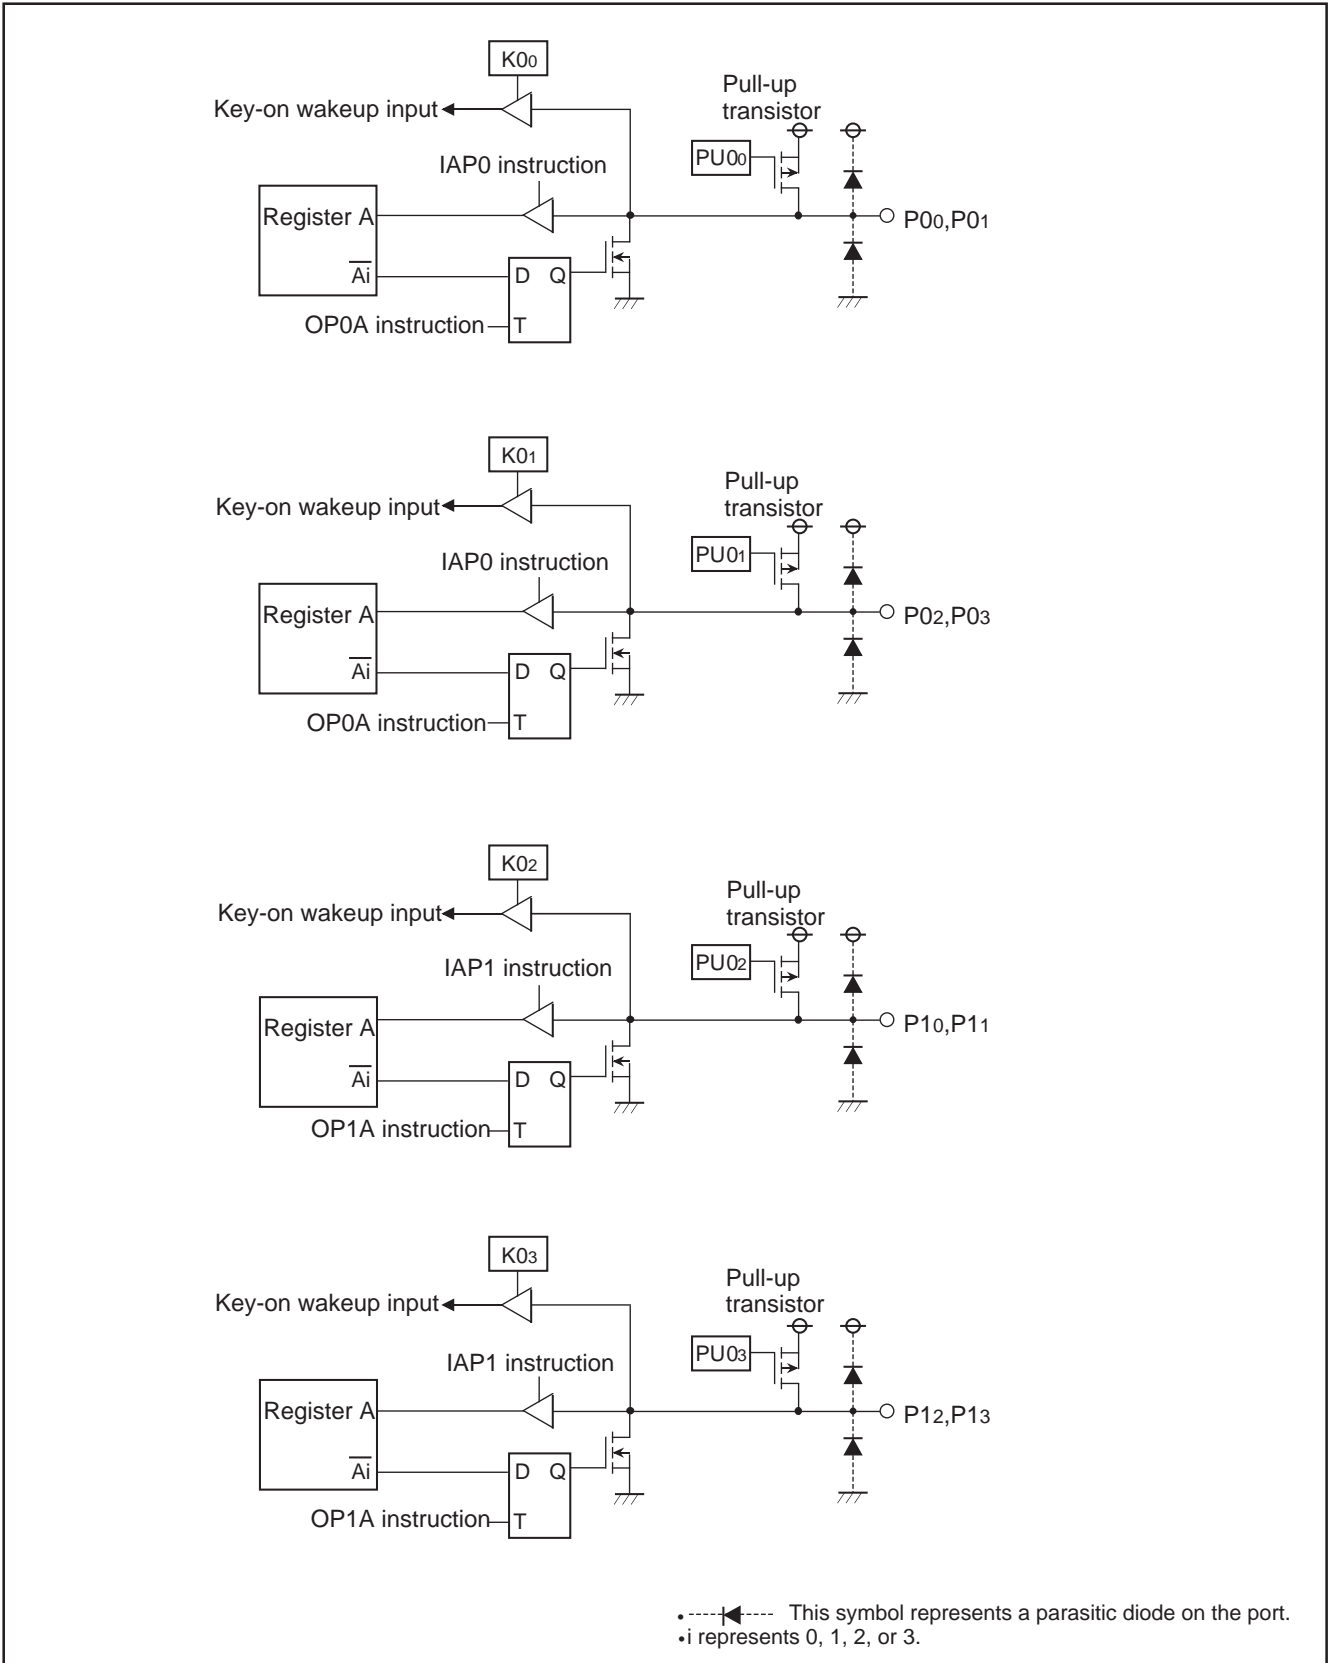 K00
Key-on wakeup input
Pull-up
transistor
IAP0 instruction
PU00
Register A
P00,P01
Ai
D Q
OP0A instruction
T
K01
Key-on wakeup input
Pull-up
transistor
IAP0 instruction
PU01
Register A
P02,P03
Ai
D Q
OP0A instruction
T
K02
Key-on wakeup input
Pull-up
transistor
IAP1 instruction
PU02
Register A
P10,P11
Ai
D Q
OP1A instruction
T
K03
Key-on wakeup input
Pull-up
transistor
IAP1 instruction
PU03
Register A
P12,P13
Ai
D Q
OP1A instruction
T
• This symbol represents a parasitic diode on the port.
•i represents 0, 1, 2, or 3.